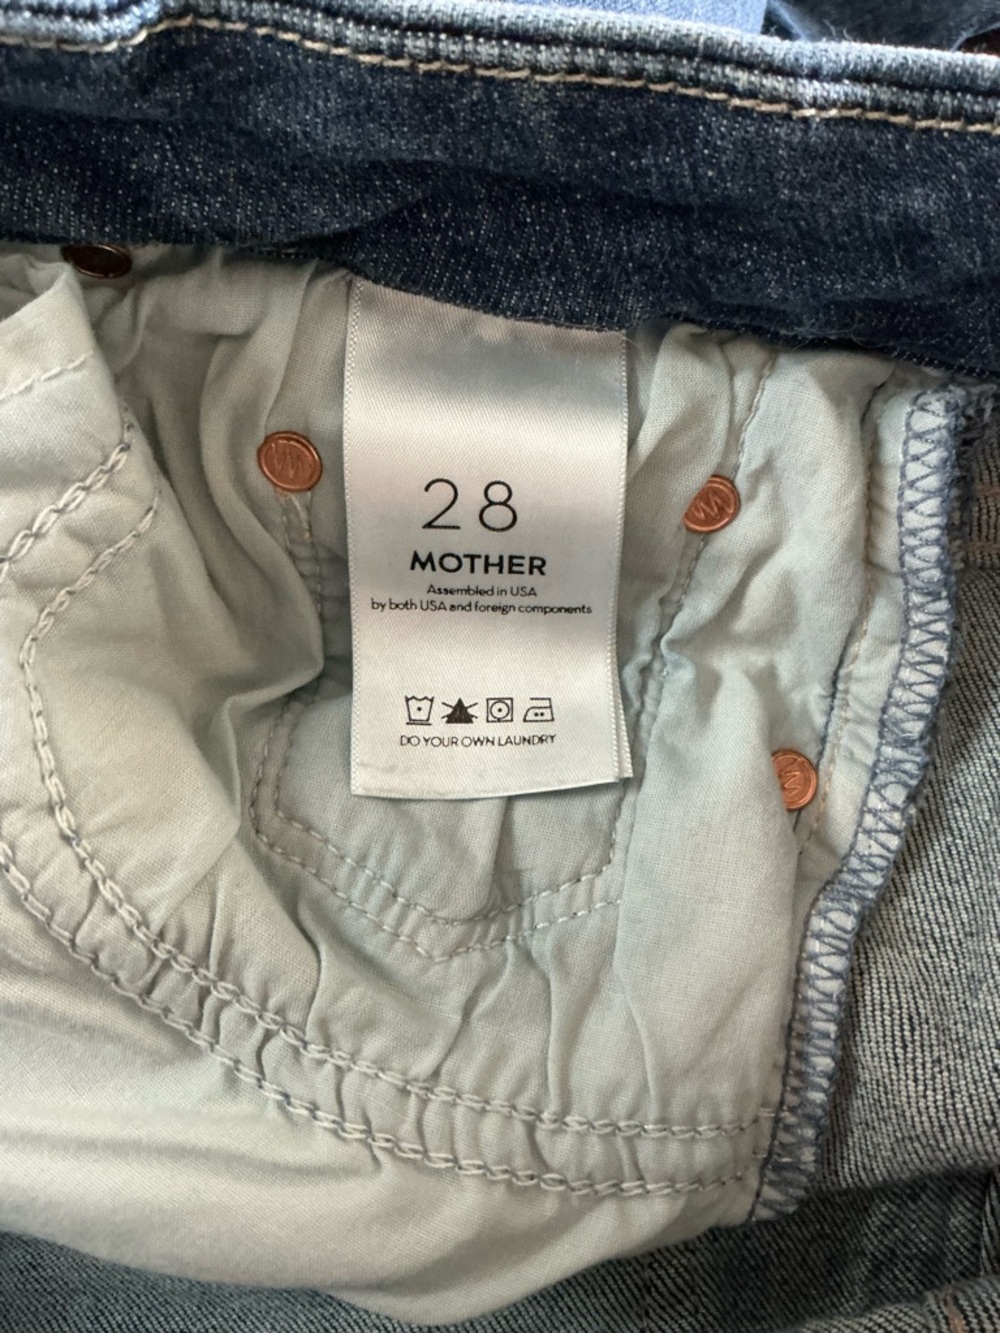 28
MOTHER
Assembled in USA
by both USA and foreign components
DO YOUR OWN LAUNDRY